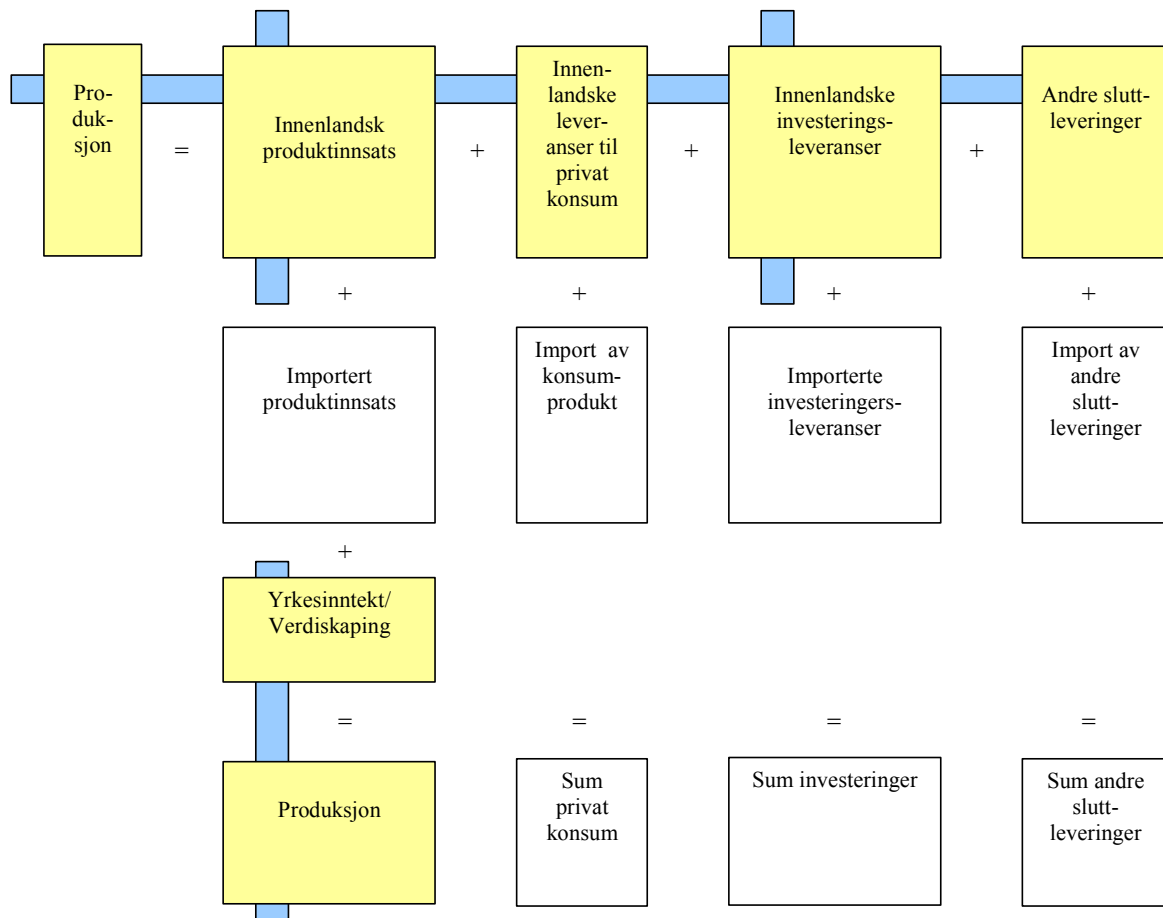 Pro-
duk-
sjon
=
Innenlandsk
produktinnsats
+
Innen-
landske
lever-
anser til
privat
konsum
+
Innenlandske
investerings-
leveranser
+
Andre slutt-
leveringer
+
+
+
+
Importert
produktinnsats
Import  av
konsum-
produkt
Importerte
investeringers-
leveranser
Import av
andre
slutt-
leveringer
+
Yrkesinntekt/
Verdiskaping
=
=
=
=
Produksjon
Sum
privat
konsum
Sum investeringer
Sum andre
slutt-
leveringer